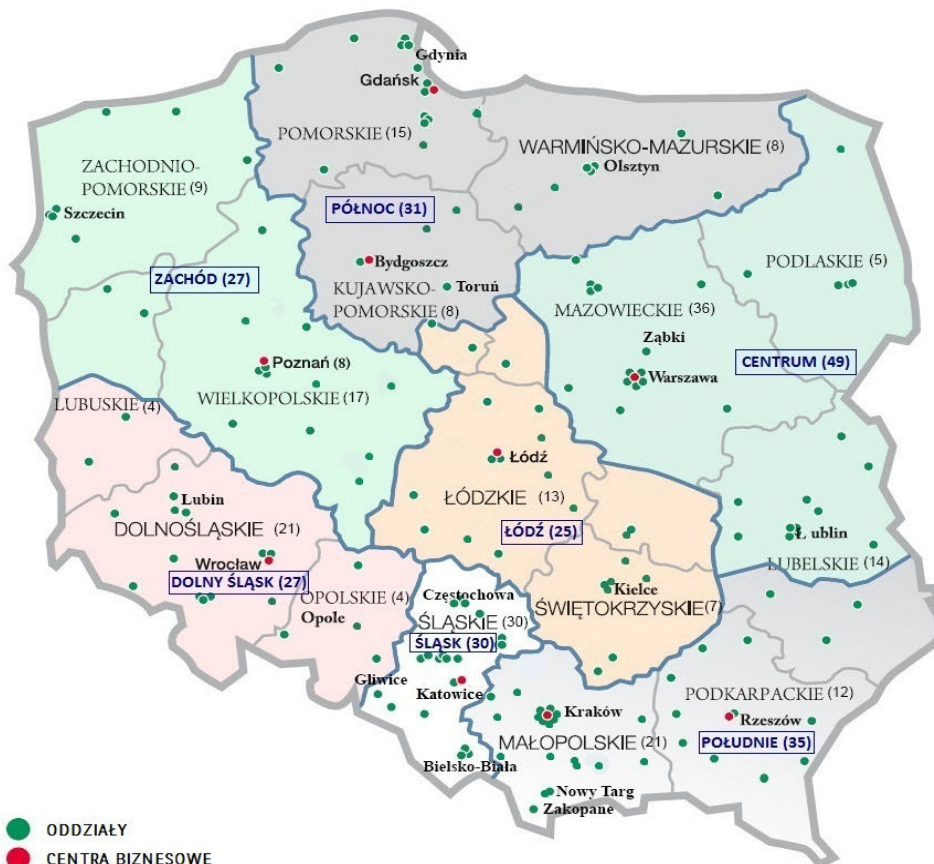 Gdynia
Gdańsk
POMORSKIE (15)
WARMIŃSKO-MAZURSKIE (8)
Olsztyn
ZACHODNIO-
POMORSKIE (9)
Szczecin
PÓŁNOC (31)
Bydgoszcz
KUJAWSKO-
POMORSKIE (8)
Toruń
PODLASKIE (5)
ZACHÓD (27)
MAZOWIECKIE (36)
Ząbki
Warszawa
CENTRUM (49)
Poznań (8)
WIELKOPOLSKIE (17)
LUBUSKIE (4)
Łódź
ŁÓDZKIE (13)
ŁÓDŹ (25)
Lubin
DOLNOŚLĄSKIE (21)
Wrocław
DOLNY ŚLĄSK (27)
Ł ublin
LUBELSKIE (14)
OPOLSKIE (4)
Opole
Częstochowa
ŚLĄSKIE (30)
ŚLĄSK (30)
Kielce
ŚWIĘTOKRZYSKIE (7)
Gliwice
Katowice
Bielsko-Biała
Kraków
MAŁOPOLSKIE (21)
PODKARPACKIE (12)
Rzeszów
POŁUDNIE (35)
Nowy Targ
Zakopane
ODDZIAŁY
CENTRA BIZNESOWE